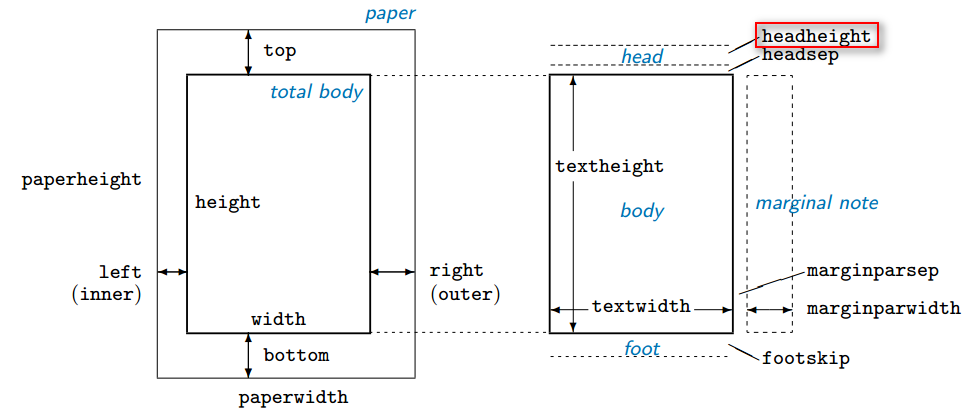 paper
top
total body
paperheight
height
left
(inner)
right
(outer)
width
bottom
paperwidth
headheight
head
headsep
textheight
body
marginal note
marginparsep
textwidth
marginparwidth
foot
footskip